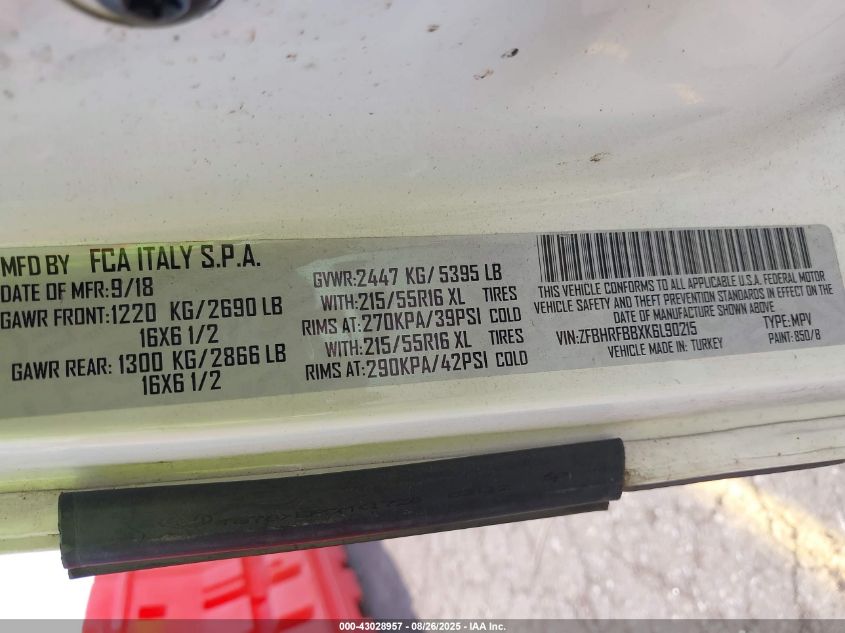 MFD BY FCA ITALY S.P.A.
DATE OF MFR:9/18
GAWR FRONT:1220 KG/2690 LB
16X6 1/2
GAWR REAR: 1300 KG/2866 LB
16X6 1/2
GVWR:2447 KG/ 5395 LB
WITH:215/55R16 XL TIRES
RIMS AT:270KPA/39PSI COLD
WITH:215/55R16 XL TIRES
RIMS AT:290KPA/42PSI COLD
THIS VEHICLE CONFORMS TO ALL APPLICABLE U.S.A. FEDERAL MOTOR
VEHICLE SAFETY AND THEFT PREVENTION STANDARDS IN EFFECT ON
DATE OF MANUFACTURE SHOWN ABOVE
VIN:ZFBHRFBBXK6L90215 TYPE:MPV
VEHICLE MADE IN: TURKEY PAINT: 850/8
000-43028957 - 08/26/2025 - IAA Inc.